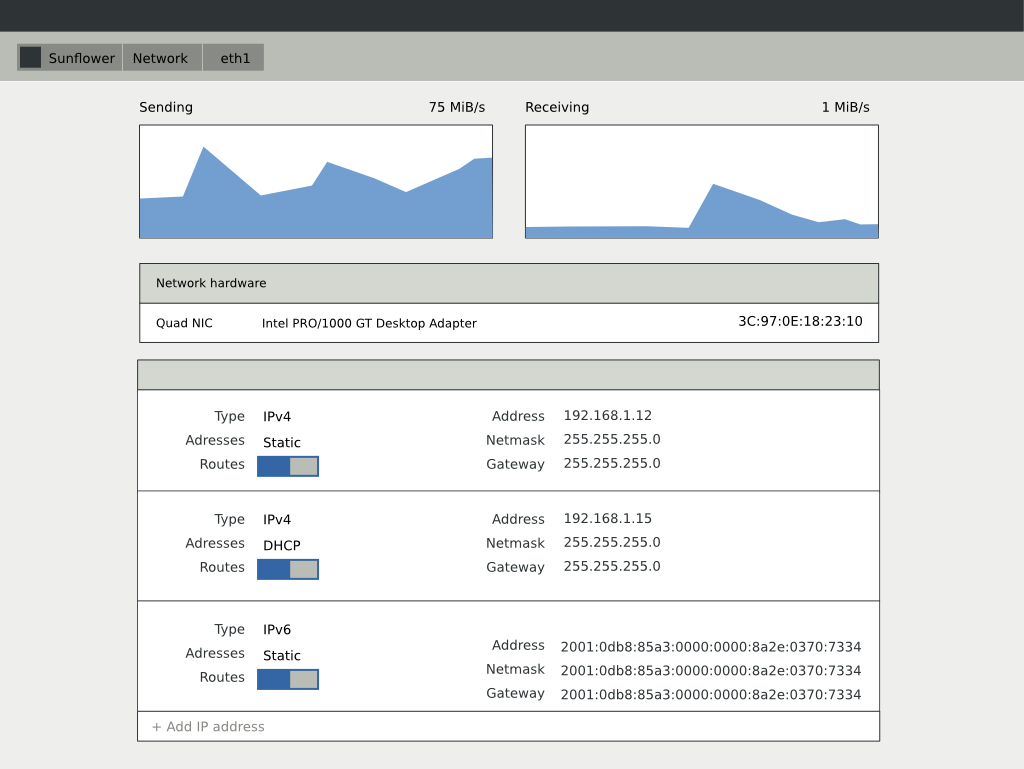 Sunflower Network eth1
Sending 75 MiB/s Receiving 1 MiB/s
Network hardware
Quad NIC Intel PRO/1000 GT Desktop Adapter 3C:97:0E:18:23:10
Type IPv4 Address 192.168.1.12
Adresses Static Netmask 255.255.255.0
Routes Gateway 255.255.255.0
Type IPv4 Address 192.168.1.15
Adresses DHCP Netmask 255.255.255.0
Routes Gateway 255.255.255.0
Type IPv6
Adresses Static Address 2001:0db8:85a3:0000:0000:8a2e:0370:7334
Routes Netmask 2001:0db8:85a3:0000:0000:8a2e:0370:7334
Gateway 2001:0db8:85a3:0000:0000:8a2e:0370:7334
+ Add IP address